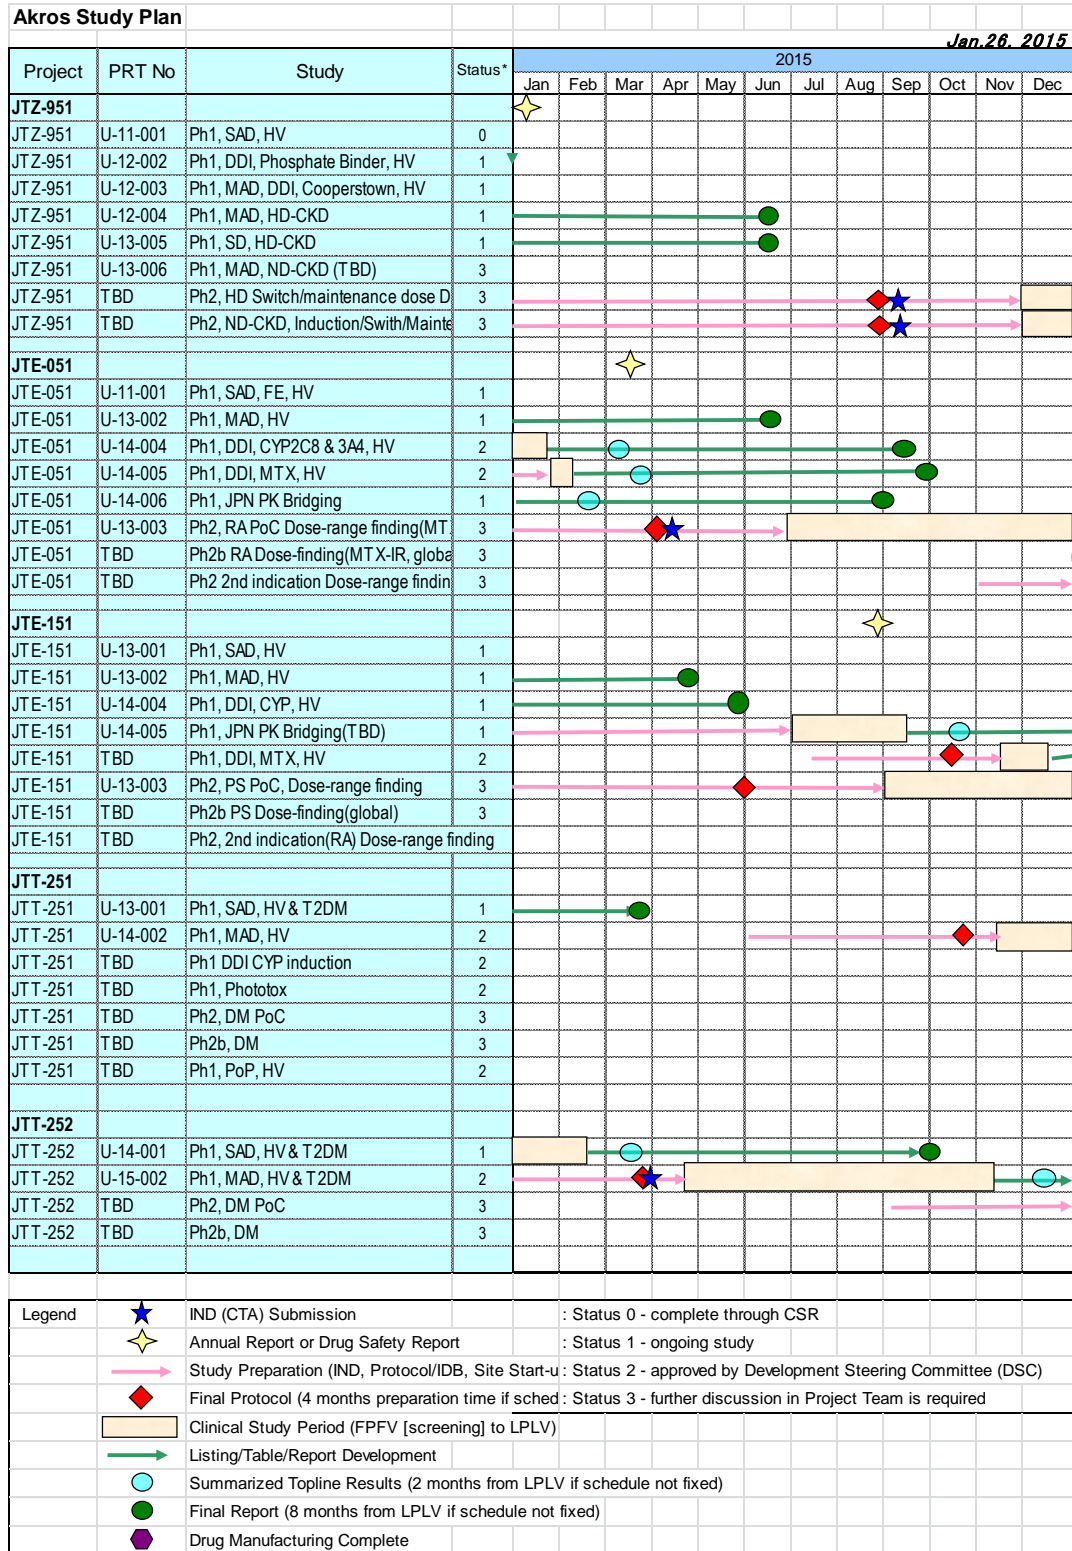 Akros Study Plan
Jan.26, 2015
Project PRT No Study Status* 2015
Jan Feb Mar Apr May Jun Jul Aug Sep Oct Nov Dec
JTZ-951
JTZ-951 U-11-001 Ph1, SAD, HV 0
JTZ-951 U-12-002 Ph1, DDI, Phosphate Binder, HV 1
JTZ-951 U-12-003 Ph1, MAD, DDI, Cooperstown, HV 1
JTZ-951 U-12-004 Ph1, MAD, HD-CKD 1
JTZ-951 U-13-005 Ph1, SD, HD-CKD 1
JTZ-951 U-13-006 Ph1, MAD, ND-CKD (TBD) 3
JTZ-951 TBD Ph2, HD Switch/maintenance dose D 3
JTZ-951 TBD Ph2, ND-CKD, Induction/Swith/Mainte 3
JTE-051
JTE-051 U-11-001 Ph1, SAD, FE, HV 1
JTE-051 U-13-002 Ph1, MAD, HV 1
JTE-051 U-14-004 Ph1, DDI, CYP2C8 & 3A4, HV 2
JTE-051 U-14-005 Ph1, DDI, MTX, HV 2
JTE-051 U-14-006 Ph1, JPN PK Bridging 1
JTE-051 U-13-003 Ph2, RA PoC Dose-range finding(MT 3
JTE-051 TBD Ph2b RA Dose-finding(MTX-IR, globa 3
JTE-051 TBD Ph2 2nd indication Dose-range findin 3
JTE-151
JTE-151 U-13-001 Ph1, SAD, HV 1
JTE-151 U-13-002 Ph1, MAD, HV 1
JTE-151 U-14-004 Ph1, DDI, CYP, HV 1
JTE-151 U-14-005 Ph1, JPN PK Bridging(TBD) 1
JTE-151 TBD Ph1, DDI, MTX, HV 2
JTE-151 U-13-003 Ph2, PS PoC, Dose-range finding 3
JTE-151 TBD Ph2b PS Dose-finding(global) 3
JTE-151 TBD Ph2, 2nd indication(RA) Dose-range finding
JTT-251
JTT-251 U-13-001 Ph1, SAD, HV & T2DM 1
JTT-251 U-14-002 Ph1, MAD, HV 2
JTT-251 TBD Ph1 DDI CYP induction 2
JTT-251 TBD Ph1, Phototox 2
JTT-251 TBD Ph2, DM PoC 3
JTT-251 TBD Ph2b, DM 3
JTT-251 TBD Ph1, PoP, HV 2
JTT-252
JTT-252 U-14-001 Ph1, SAD, HV & T2DM 1
JTT-252 U-15-002 Ph1, MAD, HV & T2DM 2
JTT-252 TBD Ph2, DM PoC 3
JTT-252 TBD Ph2b, DM 3
Legend IND (CTA) Submission : Status 0 - complete through CSR
Annual Report or Drug Safety Report : Status 1 - ongoing study
Study Preparation (IND, Protocol/IDB, Site Start-u : Status 2 - approved by Development Steering Committee (DSC)
Final Protocol (4 months preparation time if sched : Status 3 - further discussion in Project Team is required
Clinical Study Period (FPFV [screening] to LPLV)
Listing/Table/Report Development
Summarized Topline Results (2 months from LPLV if schedule not fixed)
Final Report (8 months from LPLV if schedule not fixed)
Drug Manufacturing Complete